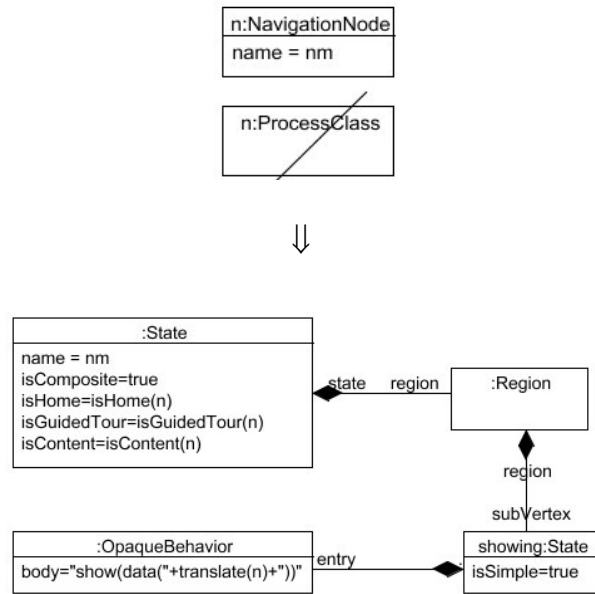 n:NavigationNode
name = nm
n:ProcessClass
⇓
:State
name = nm
isComposite=true
isHome=isHome(n)
isGuidedTour=isGuidedTour(n)
isContent=isContent(n)
state region
:Region
region
subVertex
:OpaqueBehavior
body="show(data("+translate(n)+"))"
entry
showing:State
isSimple=true